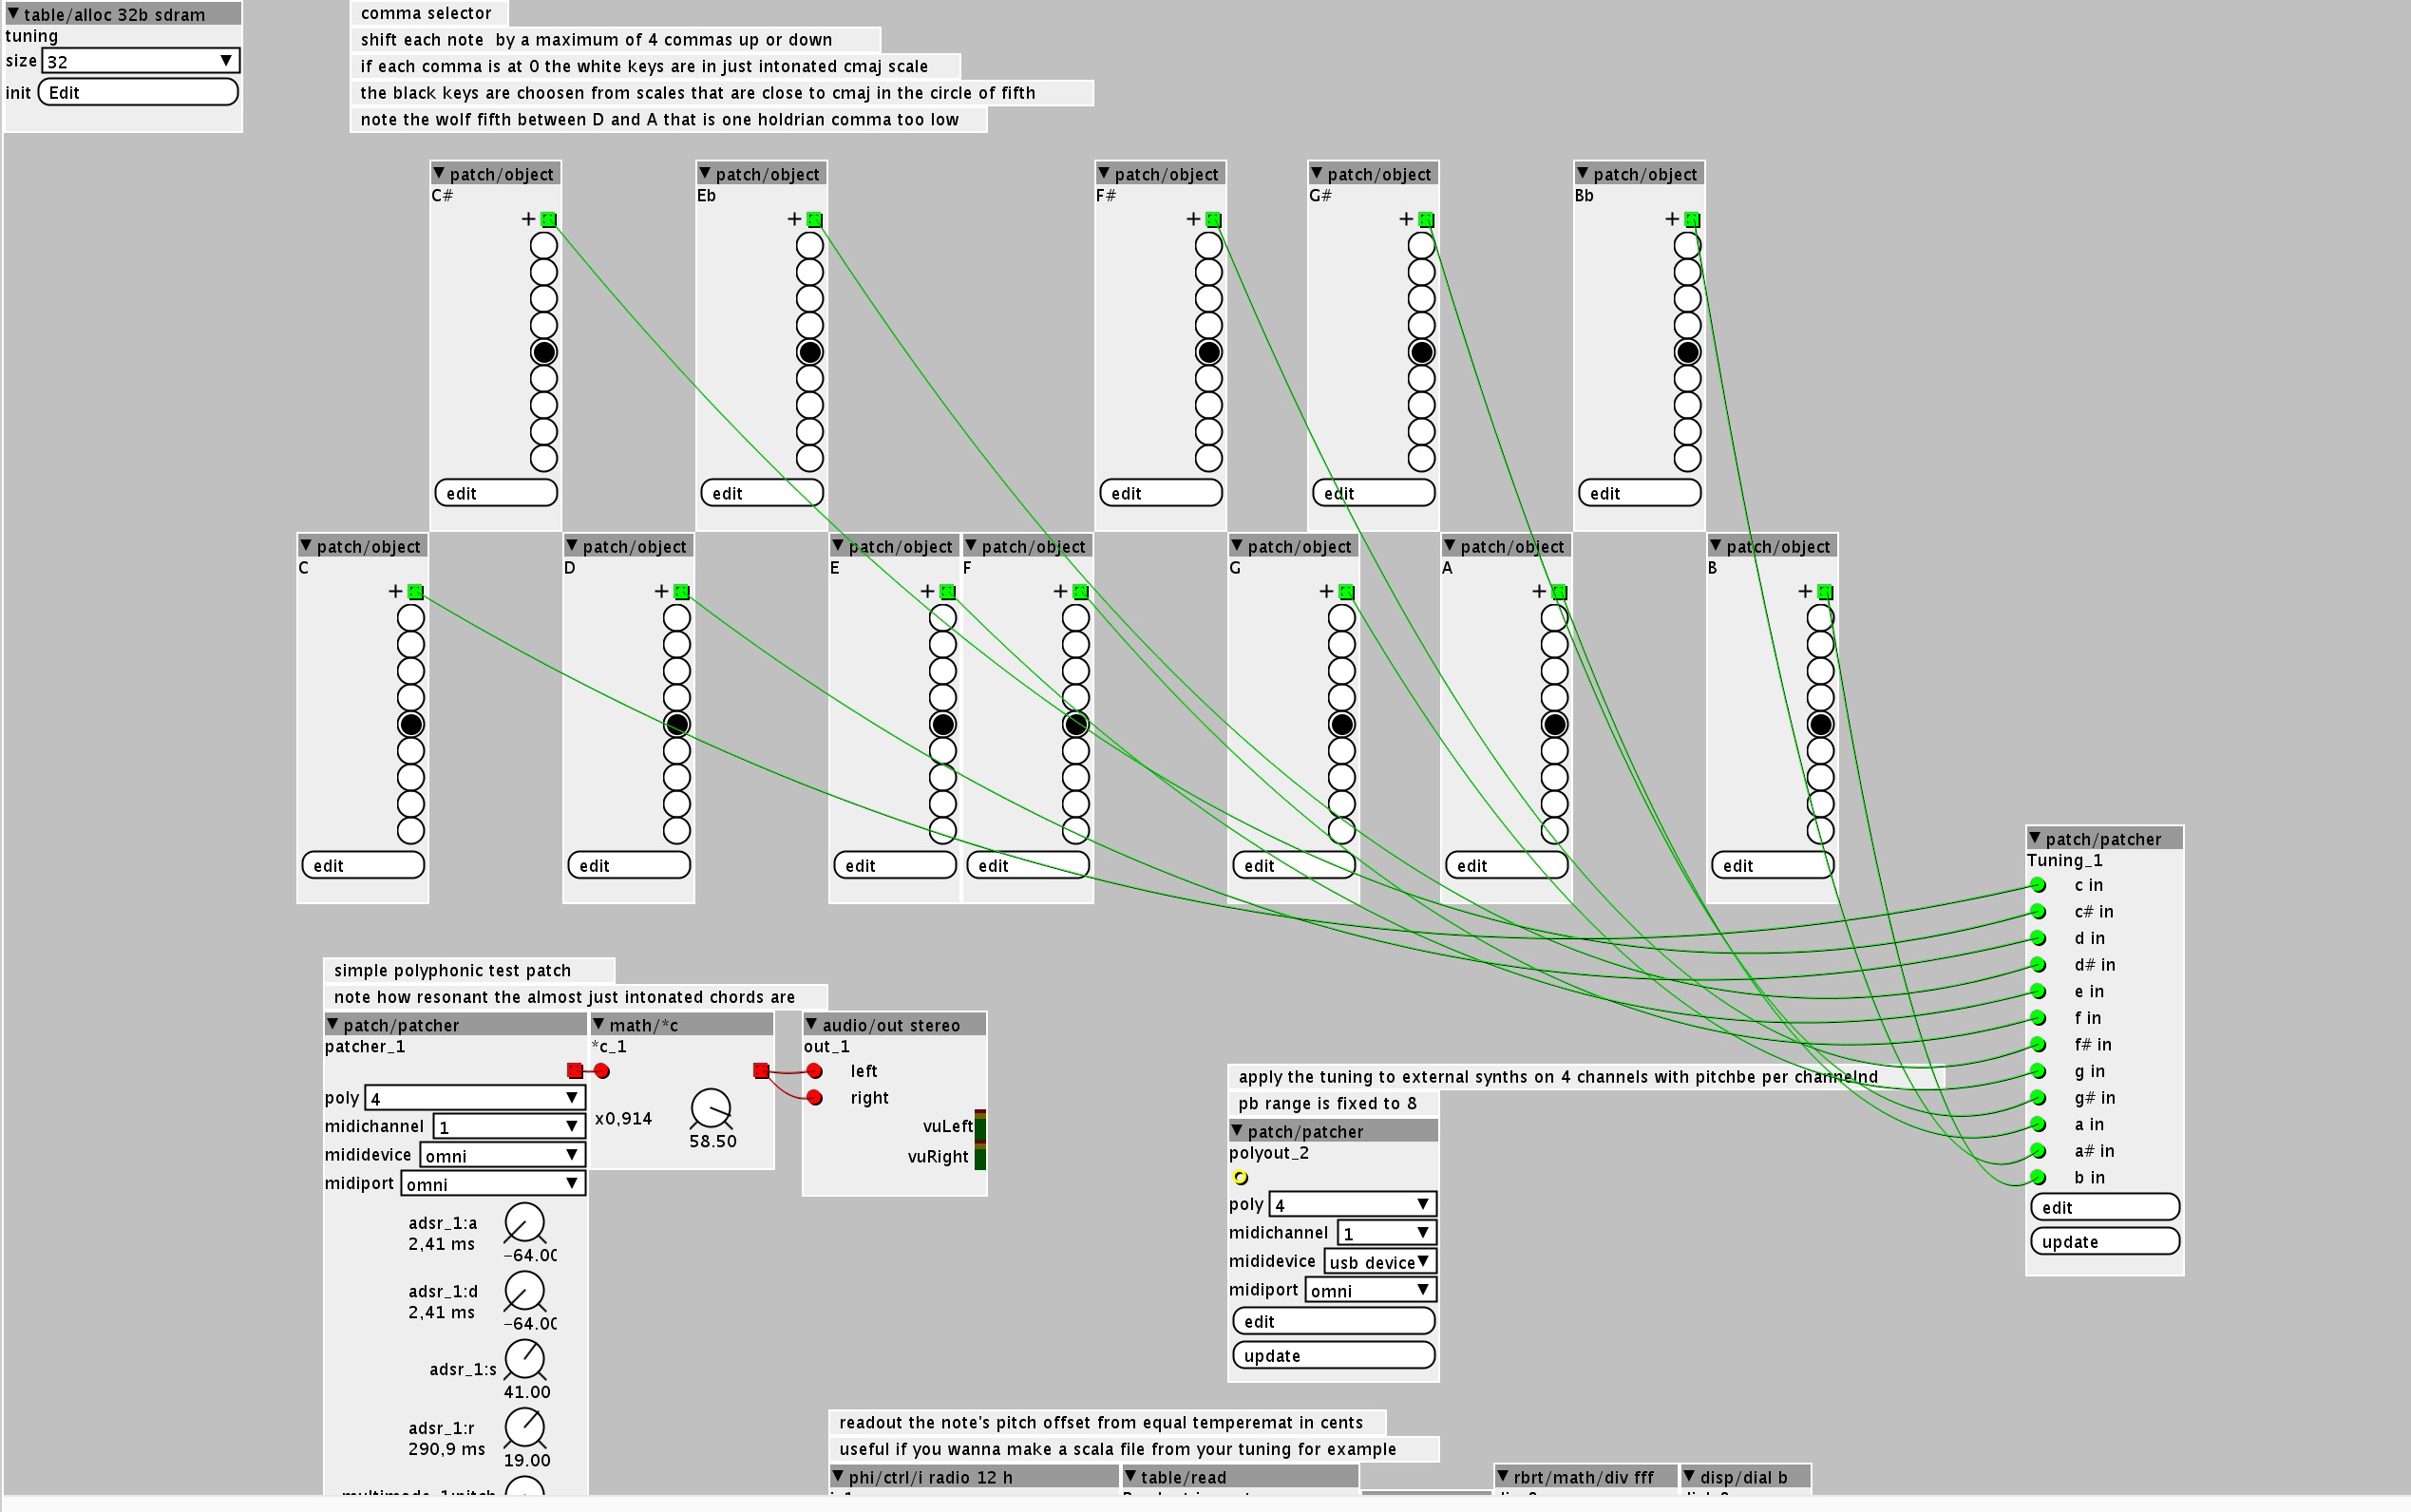 ▼ table/alloc 32b sdram
tuning
size 32 ▼
init Edit
comma selector
shift each note  by a maximum of 4 commas up or down
if each comma is at 0 the white keys are in just intonated cmaj scale
the black keys are choosen from scales that are close to cmaj in the circle of fifth
note the wolf fifth between D and A that is one holdrian comma too low
▼ patch/object
C#
+
edit
▼ patch/object
Eb
+
edit
▼ patch/object
F#
+
edit
▼ patch/object
G#
+
edit
▼ patch/object
Bb
+
edit
▼ patch/object
C
+
edit
▼ patch/object
D
+
edit
▼ patch/object
E
+
edit
▼ patch/object
F
+
edit
▼ patch/object
G
+
edit
▼ patch/object
A
+
edit
▼ patch/object
B
+
edit
▼ patch/patcher
Tuning_1
c in
c# in
d in
d# in
e in
f in
f# in
g in
g# in
a in
a# in
b in
edit
update
simple polyphonic test patch
note how resonant the almost just intonated chords are
▼ patch/patcher
patcher_1
poly 4 ▼
midichannel 1 ▼
mididevice omni ▼
midiport omni ▼
adsr_1:a
2,41 ms
-64.00
adsr_1:d
2,41 ms
-64.00
adsr_1:s
41.00
adsr_1:r
290,9 ms
19.00
▼ math/*c
*c_1
x0,914
58.50
▼ audio/out stereo
out_1
left
right
vuLeft
vuRight
apply the tuning to external synths on 4 channels with pitchbe per channelnd
pb range is fixed to 8
▼ patch/patcher
polyout_2
poly 4 ▼
midichannel 1 ▼
mididevice usb device ▼
midiport omni ▼
edit
update
readout the note's pitch offset from equal temperemat in cents
useful if you wanna make a scala file from your tuning for example
▼ phi/ctrl/i radio 12 h
▼ table/read
▼ rbrt/math/div fff
▼ disp/dial b